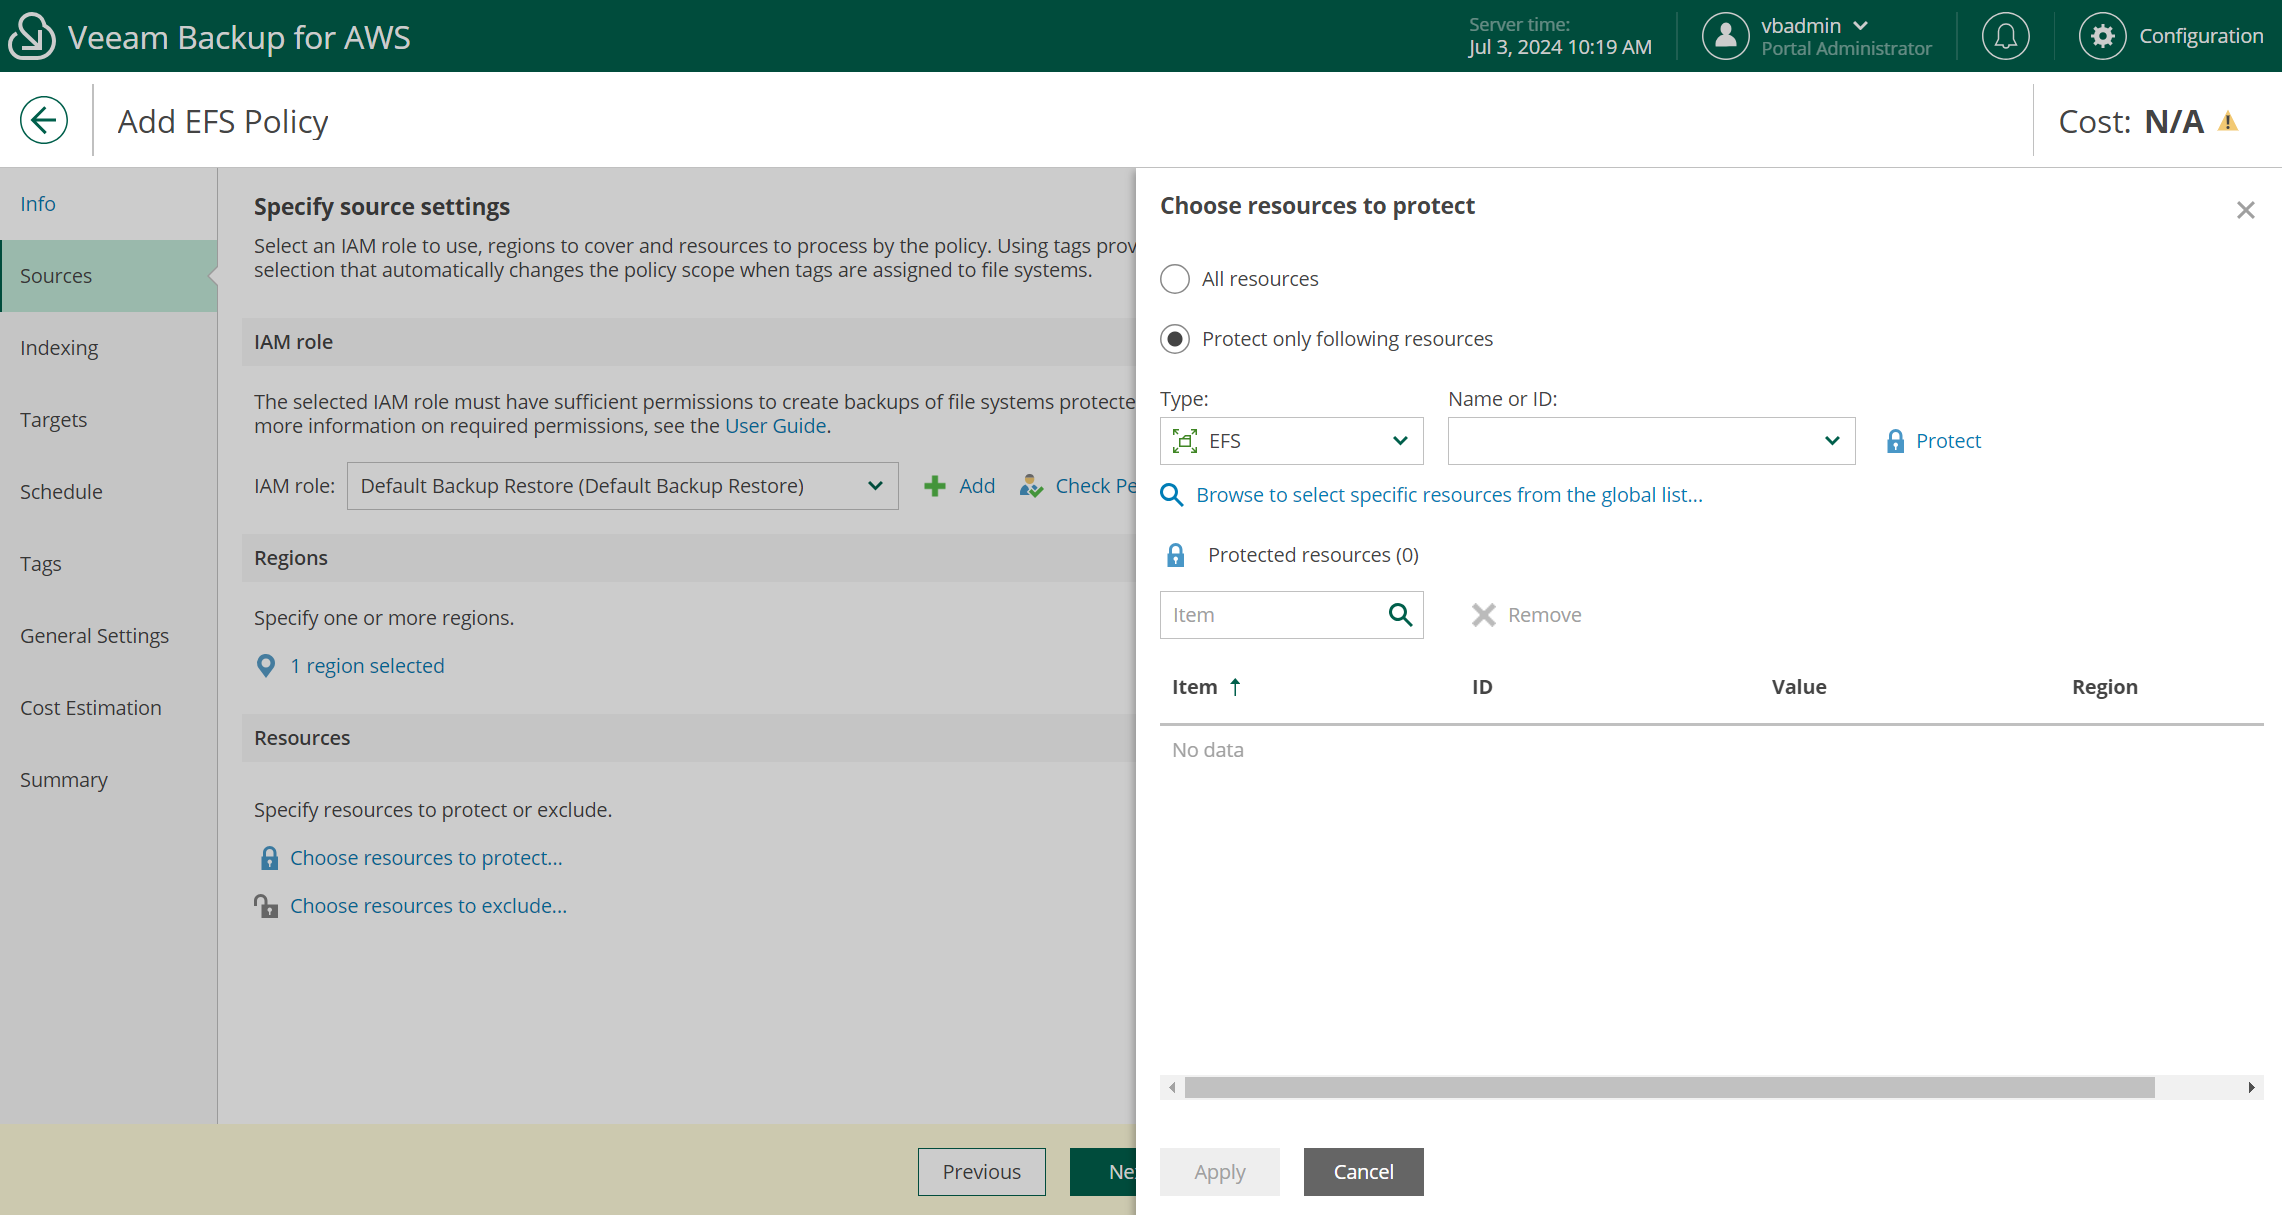 Veeam Backup for AWS
Server time:
Jul 3, 2024 10:19 AM
vbadmin
Portal Administrator
Configuration
Add EFS Policy
Cost: N/A
Info
Sources
Indexing
Targets
Schedule
Tags
General Settings
Cost Estimation
Summary
Specify source settings
Select an IAM role to use, regions to cover and resources to process by the policy. Using tags prov
selection that automatically changes the policy scope when tags are assigned to file systems.
IAM role
The selected IAM role must have sufficient permissions to create backups of file systems protecte
more information on required permissions, see the User Guide.
IAM role: Default Backup Restore (Default Backup Restore) Add Check Pe
Regions
Specify one or more regions.
1 region selected
Resources
Specify resources to protect or exclude.
Choose resources to protect...
Choose resources to exclude...
Previous Ne
Choose resources to protect
All resources
Protect only following resources
Type: Name or ID:
EFS Protect
Browse to select specific resources from the global list...
Protected resources (0)
Item Remove
Item ID Value Region
No data
Apply Cancel